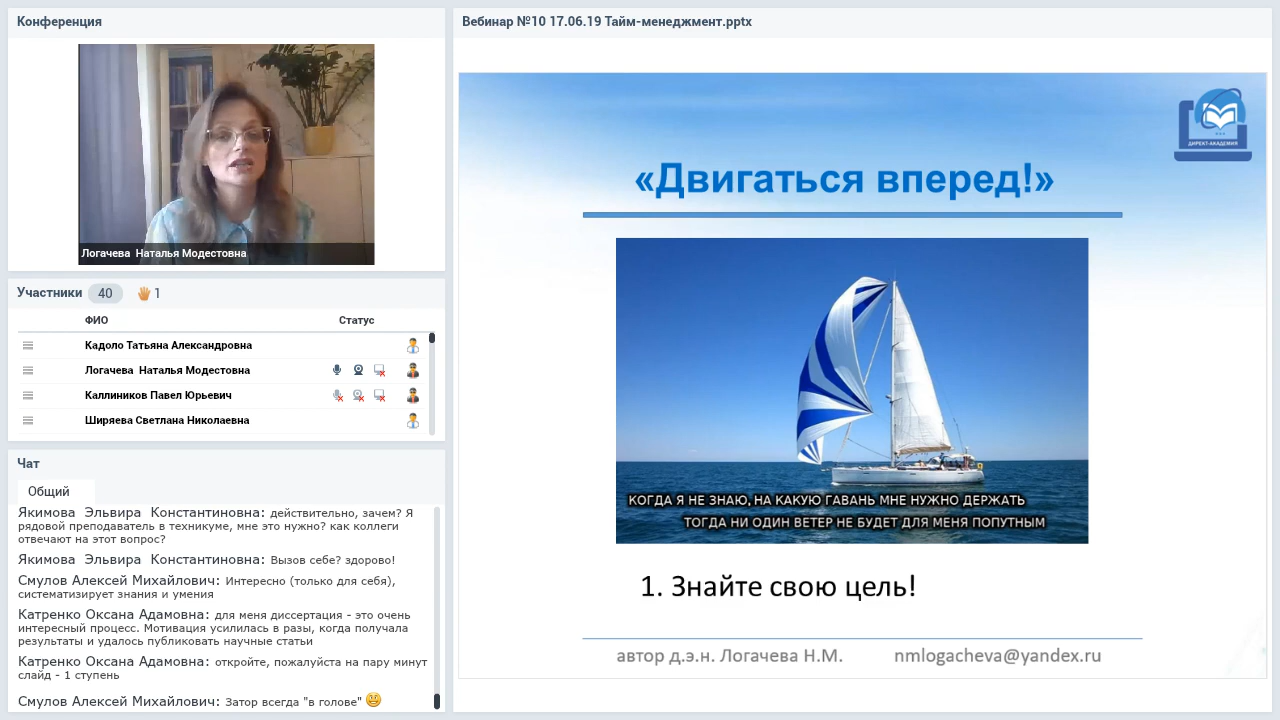 Конференция
Логачева Наталья Модестовна
Участники 40 1
ФИО Статус
Кадоло Татьяна Александровна
Логачева Наталья Модестовна
Каллиников Павел Юрьевич
Ширяева Светлана Николаевна
Чат
Общий
Якимова Эльвира Константиновна: действительно, зачем? Я
рядовой преподаватель в техникуме, мне это нужно? как коллеги
отвечают на этот вопрос?
Якимова Эльвира Константиновна: Вызов себе? здорово!
Смулов Алексей Михайлович: Интересно (только для себя),
систематизирует знания и умения
Катренко Оксана Адамовна: для меня диссертация - это очень
интересный процесс. Мотивация усилилась в разы, когда получала
результаты и удалось публиковать научные статьи
Катренко Оксана Адамовна: откройте, пожалуйста на пару минут
слайд - 1 ступень
Смулов Алексей Михайлович: Затор всегда "в голове"
Вебинар №10 17.06.19 Тайм-менеджмент.pptx
ДИРЕКТ-АКАДЕМИЯ
«Двигаться вперед!»
КОГДА Я НЕ ЗНАЮ, НА КАКУЮ ГАВАНЬ МНЕ НУЖНО ДЕРЖАТЬ
ТОГДА НИ ОДИН ВЕТЕР НЕ БУДЕТ ДЛЯ МЕНЯ ПОПУТНЫМ
1. Знайте свою цель!
автор д.э.н. Логачева Н.М. nmlogacheva@yandex.ru